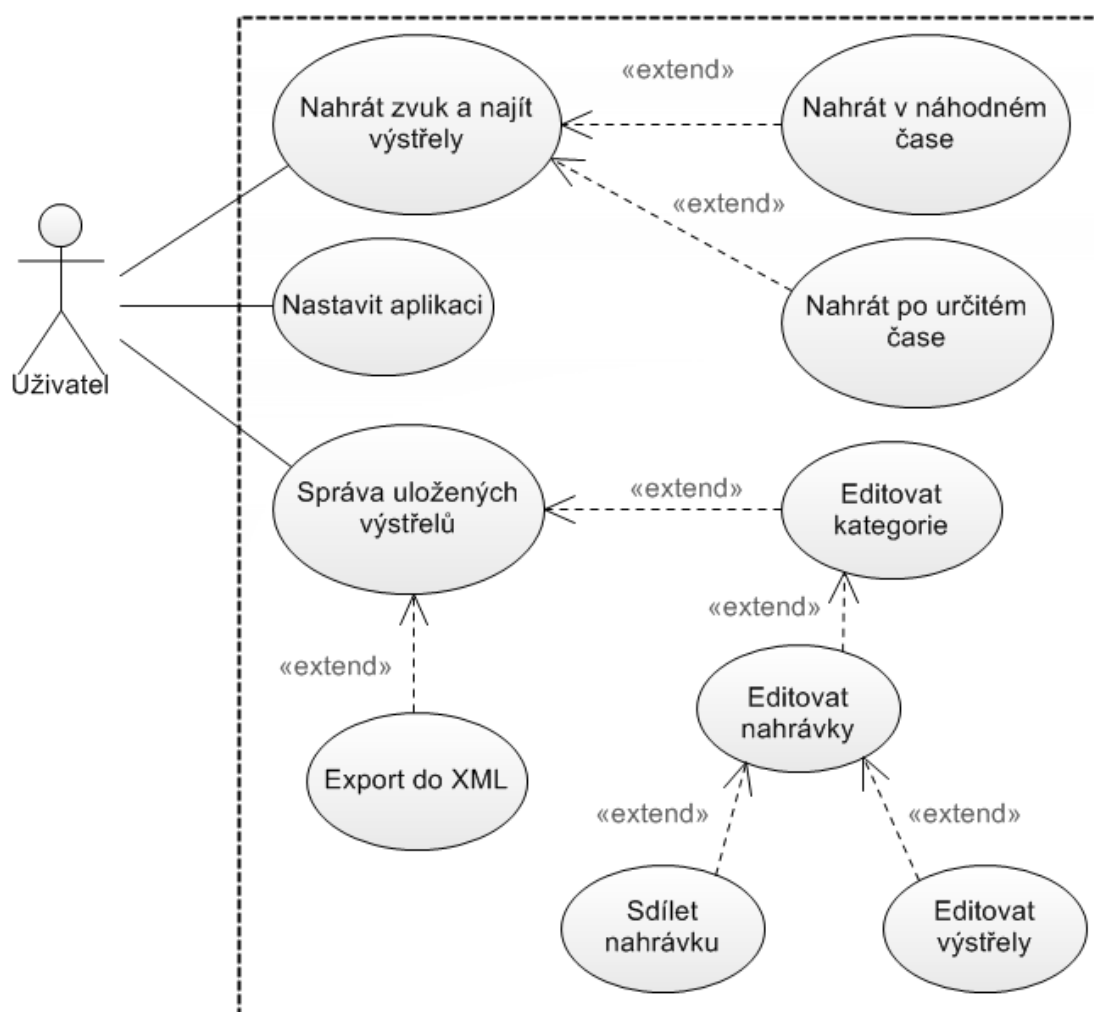 Nahrát zvuk a najít
výstřely
«extend»
Nahrát v náhodném
čase
«extend»
Nahrát po určitém
čase
Nastavit aplikaci
Uživatel
Správa uložených
výstřelů
«extend»
Editovat
kategorie
«extend»
«extend»
Editovat
nahrávky
Export do XML
«extend»
«extend»
Sdílet
nahrávku
Editovat
výstřely